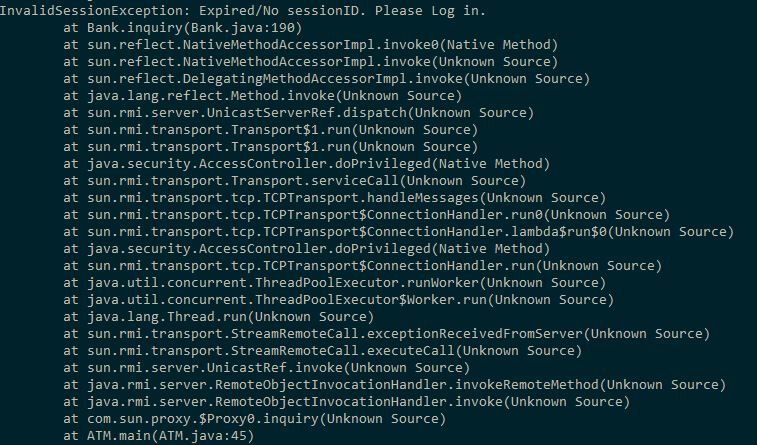 InvalidSessionException: Expired/No sessionID. Please Log in.
at Bank.inquiry(Bank.java:190)
at sun.reflect.NativeMethodAccessorImpl.invoke0(Native Method)
at sun.reflect.NativeMethodAccessorImpl.invoke(Unknown Source)
at sun.reflect.DelegatingMethodAccessorImpl.invoke(Unknown Source)
at java.lang.reflect.Method.invoke(Unknown Source)
at sun.rmi.server.UnicastServerRef.dispatch(Unknown Source)
at sun.rmi.transport.Transport$1.run(Unknown Source)
at sun.rmi.transport.Transport$1.run(Unknown Source)
at java.security.AccessController.doPrivileged(Native Method)
at sun.rmi.transport.Transport.serviceCall(Unknown Source)
at sun.rmi.transport.tcp.TCPTransport.handleMessages(Unknown Source)
at sun.rmi.transport.tcp.TCPTransport$ConnectionHandler.run0(Unknown Source)
at sun.rmi.transport.tcp.TCPTransport$ConnectionHandler.lambda$run$0(Unknown Source)
at java.security.AccessController.doPrivileged(Native Method)
at sun.rmi.transport.tcp.TCPTransport$ConnectionHandler.run(Unknown Source)
at java.util.concurrent.ThreadPoolExecutor.runWorker(Unknown Source)
at java.util.concurrent.ThreadPoolExecutor$Worker.run(Unknown Source)
at java.lang.Thread.run(Unknown Source)
at sun.rmi.transport.StreamRemoteCall.exceptionReceivedFromServer(Unknown Source)
at sun.rmi.transport.StreamRemoteCall.executeCall(Unknown Source)
at sun.rmi.server.UnicastRef.invoke(Unknown Source)
at java.rmi.server.RemoteObjectInvocationHandler.invokeRemoteMethod(Unknown Source)
at java.rmi.server.RemoteObjectInvocationHandler.invoke(Unknown Source)
at com.sun.proxy.$Proxy0.inquiry(Unknown Source)
at ATM.main(ATM.java:45)